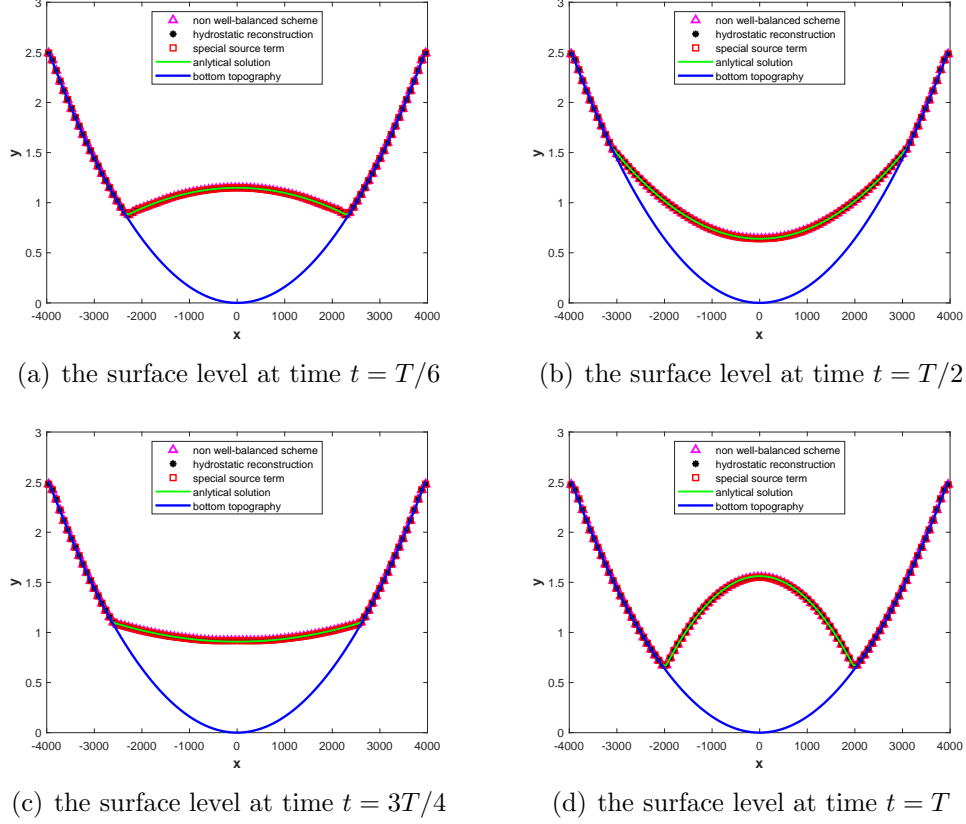 3
2.5
2
1.5
1
0.5
0
y
non well-balanced scheme
hydrostatic reconstruction
special source term
anlytical solution
bottom topography
-4000 -3000 -2000 -1000 0 1000 2000 3000 4000
x
(a) the surface level at time t = T/6
3
2.5
2
1.5
1
0.5
0
y
non well-balanced scheme
hydrostatic reconstruction
special source term
anlytical solution
bottom topography
-4000 -3000 -2000 -1000 0 1000 2000 3000 4000
x
(b) the surface level at time t = T/2
3
2.5
2
1.5
1
0.5
0
y
non well-balanced scheme
hydrostatic reconstruction
special source term
anlytical solution
bottom topography
-4000 -3000 -2000 -1000 0 1000 2000 3000 4000
x
(c) the surface level at time t = 3T/4
3
2.5
2
1.5
1
0.5
0
y
non well-balanced scheme
hydrostatic reconstruction
special source term
anlytical solution
bottom topography
-4000 -3000 -2000 -1000 0 1000 2000 3000 4000
x
(d) the surface level at time t = T